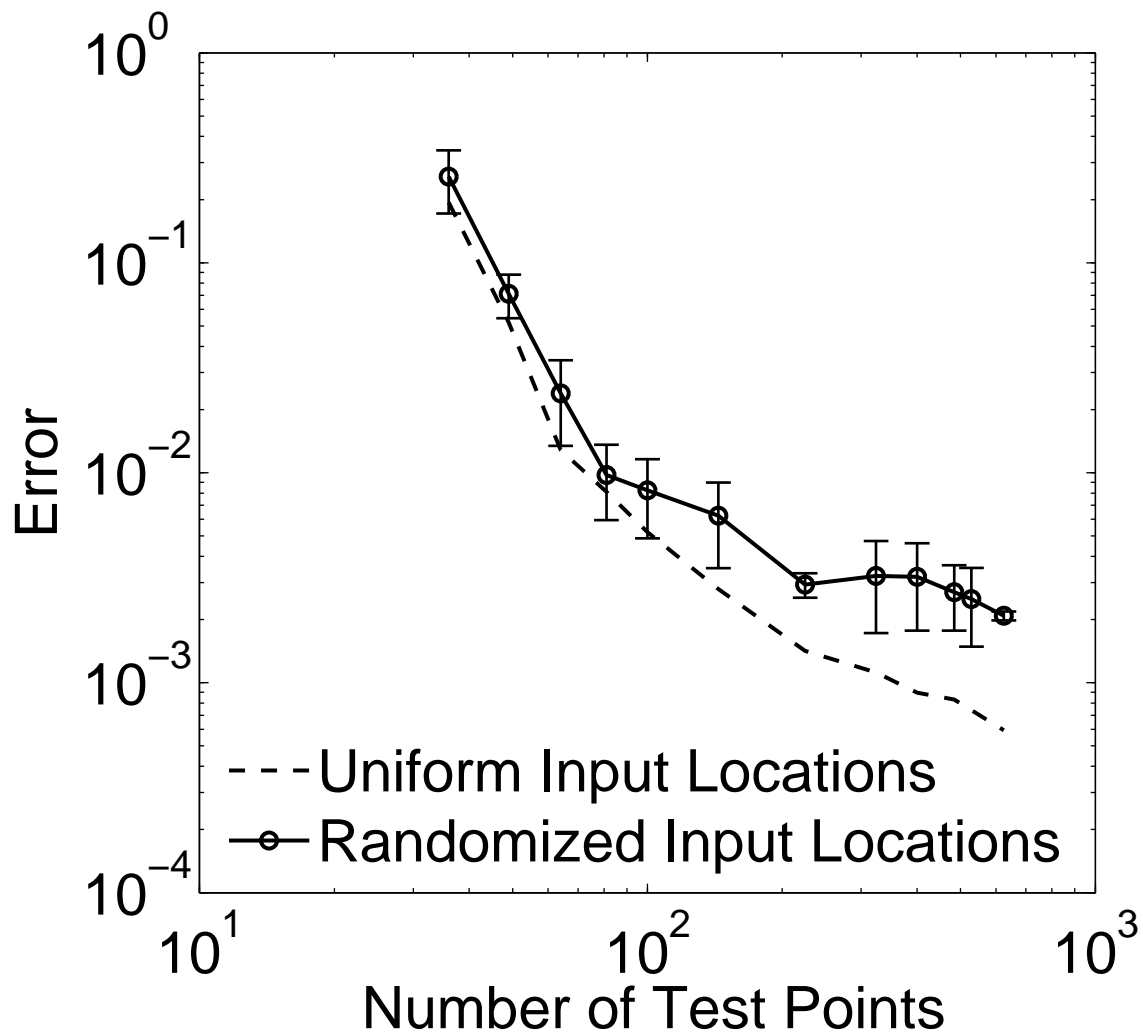 10^0
10^−1
10^−2
10^−3
10^−4
Error
Uniform Input Locations
Randomized Input Locations
10^1
10^2
10^3
Number of Test Points